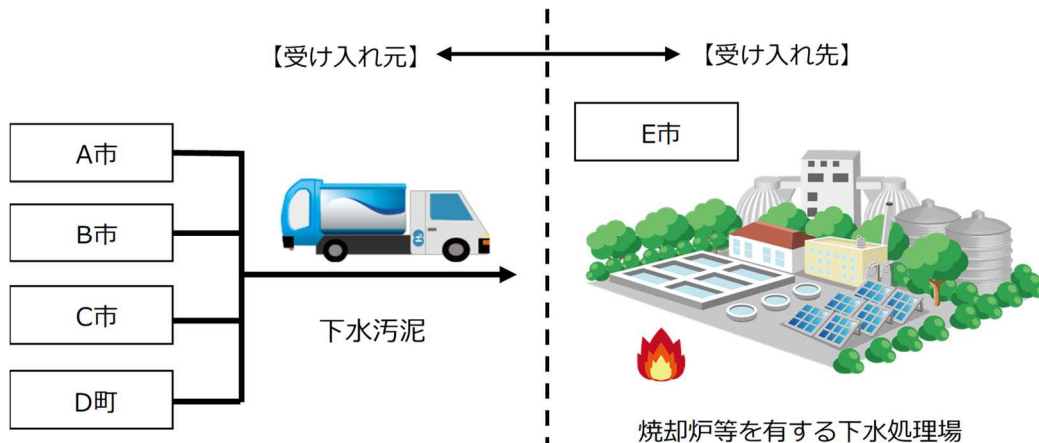 【受け入れ元】
【受け入れ先】
A市
B市
C市
D町
下水汚泥
E市
焼却炉等を有する下水処理場